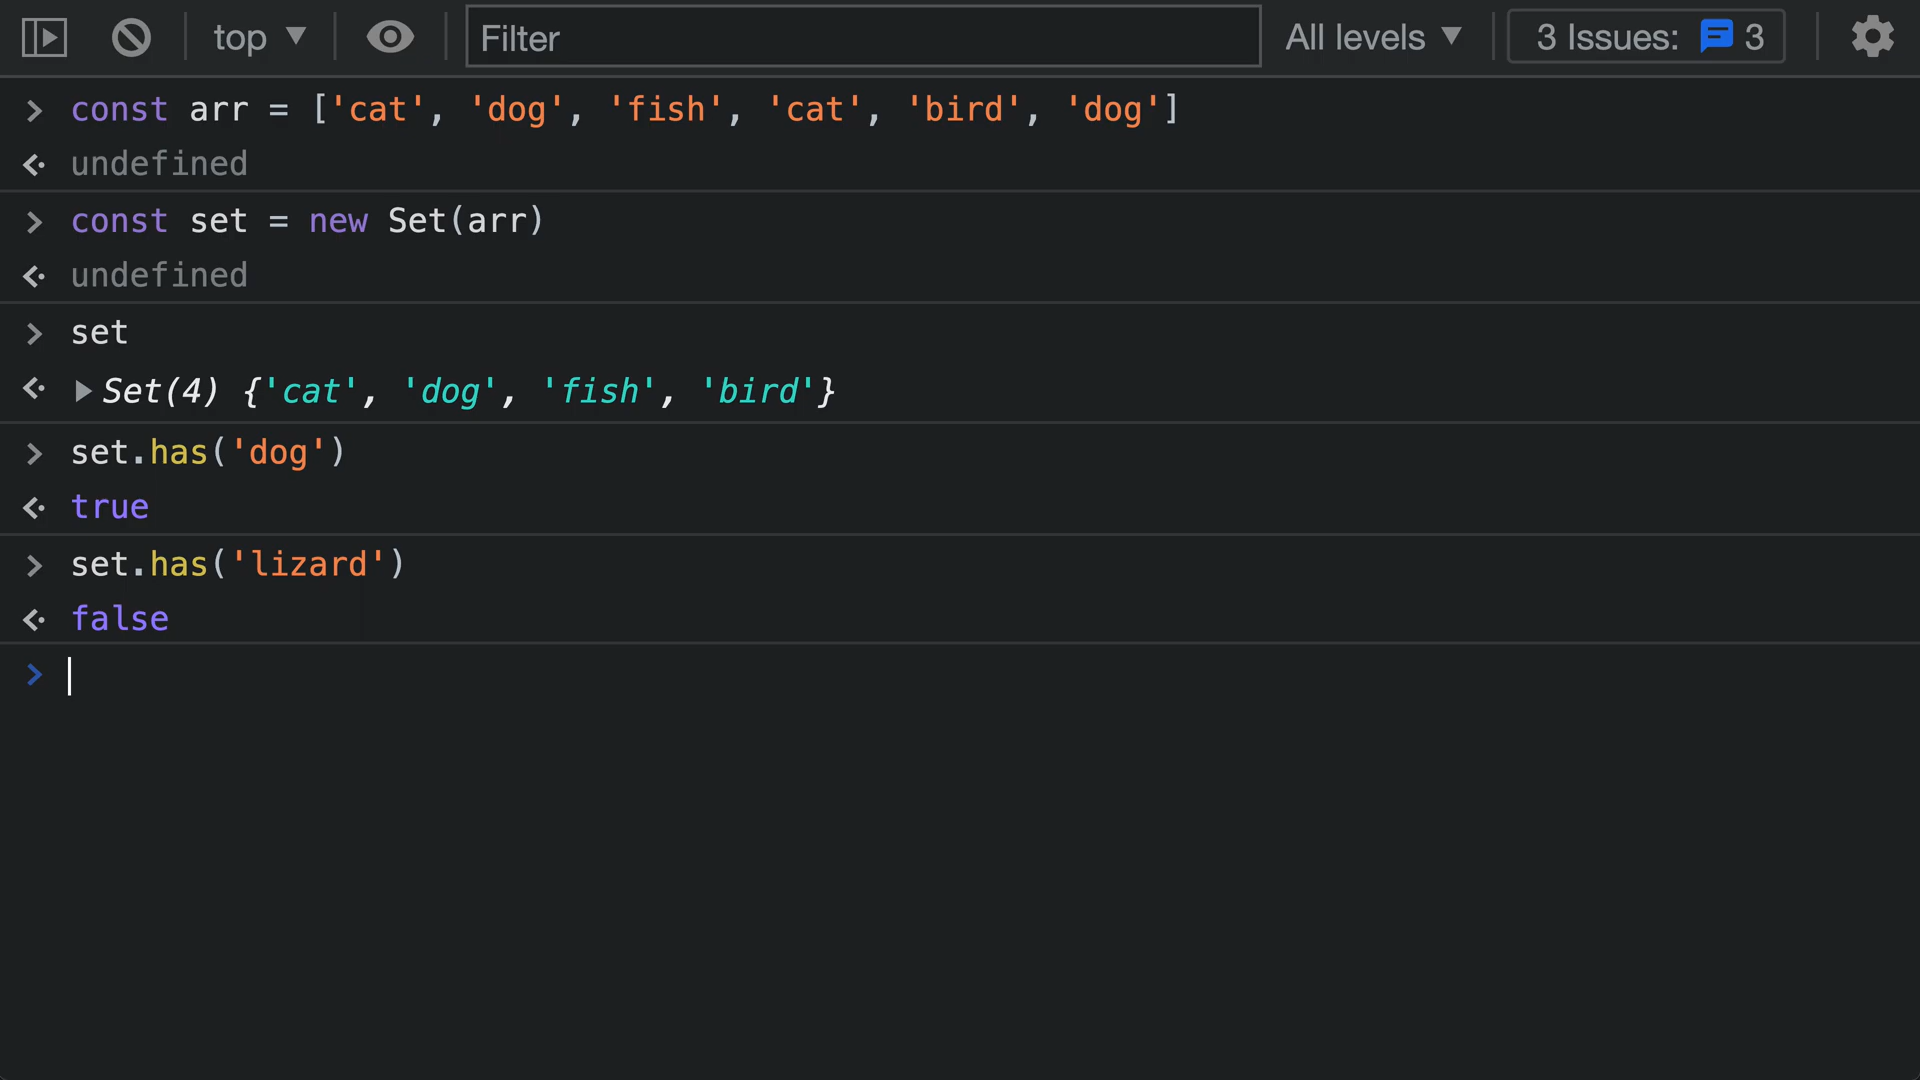 top ▼ Filter All levels ▼ 3 Issues: 3
> const arr = ['cat', 'dog', 'fish', 'cat', 'bird', 'dog']
undefined
> const set = new Set(arr)
undefined
> set
▶ Set(4) {'cat', 'dog', 'fish', 'bird'}
> set.has('dog')
true
> set.has('lizard')
false
>